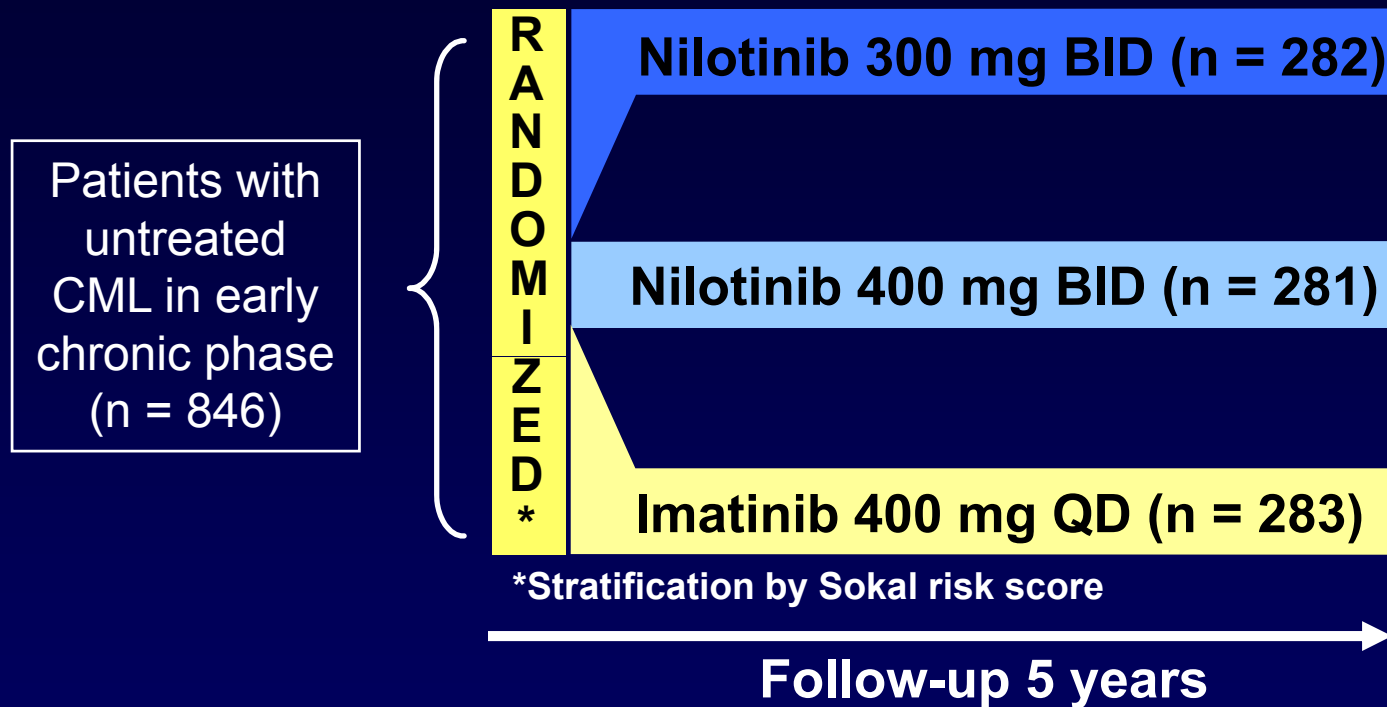 Patients with
untreated
CML in early
chronic phase
(n = 846)
R
A
N
D
O
M
I
Z
E
D
*
Nilotinib 300 mg BID (n = 282)
Nilotinib 400 mg BID (n = 281)
Imatinib 400 mg QD (n = 283)
*Stratification by Sokal risk score
Follow-up 5 years